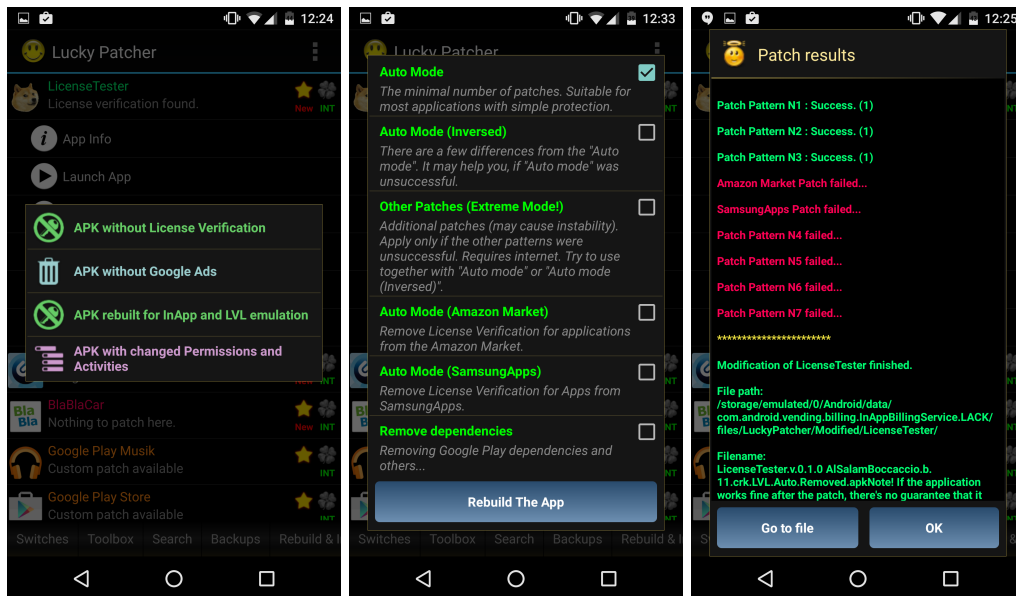 12:24
Lucky Patcher
LicenseTester
License verification found.
New INT
App Info
Launch App
APK without License Verification
APK without Google Ads
APK rebuilt for InApp and LVL emulation
APK with changed Permissions and
Activities
Bla
Bla
BlaBlaCar
Nothing to patch here.
New INT
Google Play Musik
Custom patch available
INT
Google Play Store
Custom patch available
INT
Switches
Toolbox
Search
Backups
Rebuild & I
12:33
Lucky Patcher
Auto Mode
The minimal number of patches. Suitable for
most applications with simple protection.
Auto Mode (Inversed)
There are a few differences from the "Auto
mode". It may help you, if "Auto mode" was
unsuccessful.
Other Patches (Extreme Mode!)
Additional patches (may cause instability).
Apply only if the other patterns were
unsuccessful. Requires internet. Try to use
together with "Auto mode" or "Auto mode
(Inversed)".
Auto Mode (Amazon Market)
Remove License Verification for applications
from the Amazon Market.
Auto Mode (SamsungApps)
Remove License Verification for Apps from
SamsungApps.
Remove dependencies
Removing Google Play dependencies and
others...
Rebuild The App
Switches
Toolbox
Search
Backups
Rebuild & I
12:25
Patch results
Patch Pattern N1 : Success. (1)
Patch Pattern N2 : Success. (1)
Patch Pattern N3 : Success. (1)
Amazon Market Patch failed...
SamsungApps Patch failed...
Patch Pattern N4 failed...
Patch Pattern N5 failed...
Patch Pattern N6 failed...
Patch Pattern N7 failed...
***********************
Modification of LicenseTester finished.
File path:
/storage/emulated/0/Android/data/
com.android.vending.billing.InAppBillingService.LACK/
files/LuckyPatcher/Modified/LicenseTester/
Filename:
LicenseTester.v.0.1.0 AlSalamBoccaccio.b.
11.crk.LVL.Auto.Removed.apkNote! If the application
works fine after the patch, there's no guarantee that it
Go to file
OK